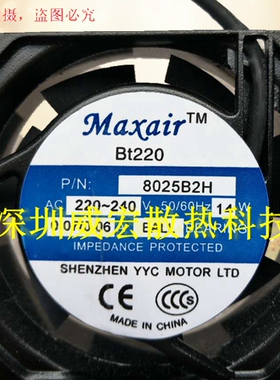 摄，盗图必究
Maxair™
Bt220
P/N: 8025B2H
AC 220~240 V 50/60Hz 14 W
深圳威宏散热科技
IMPEDANCE PROTECTED
SHENZHEN YYC MOTOR LTD
CE CCC
MADE IN CHINA